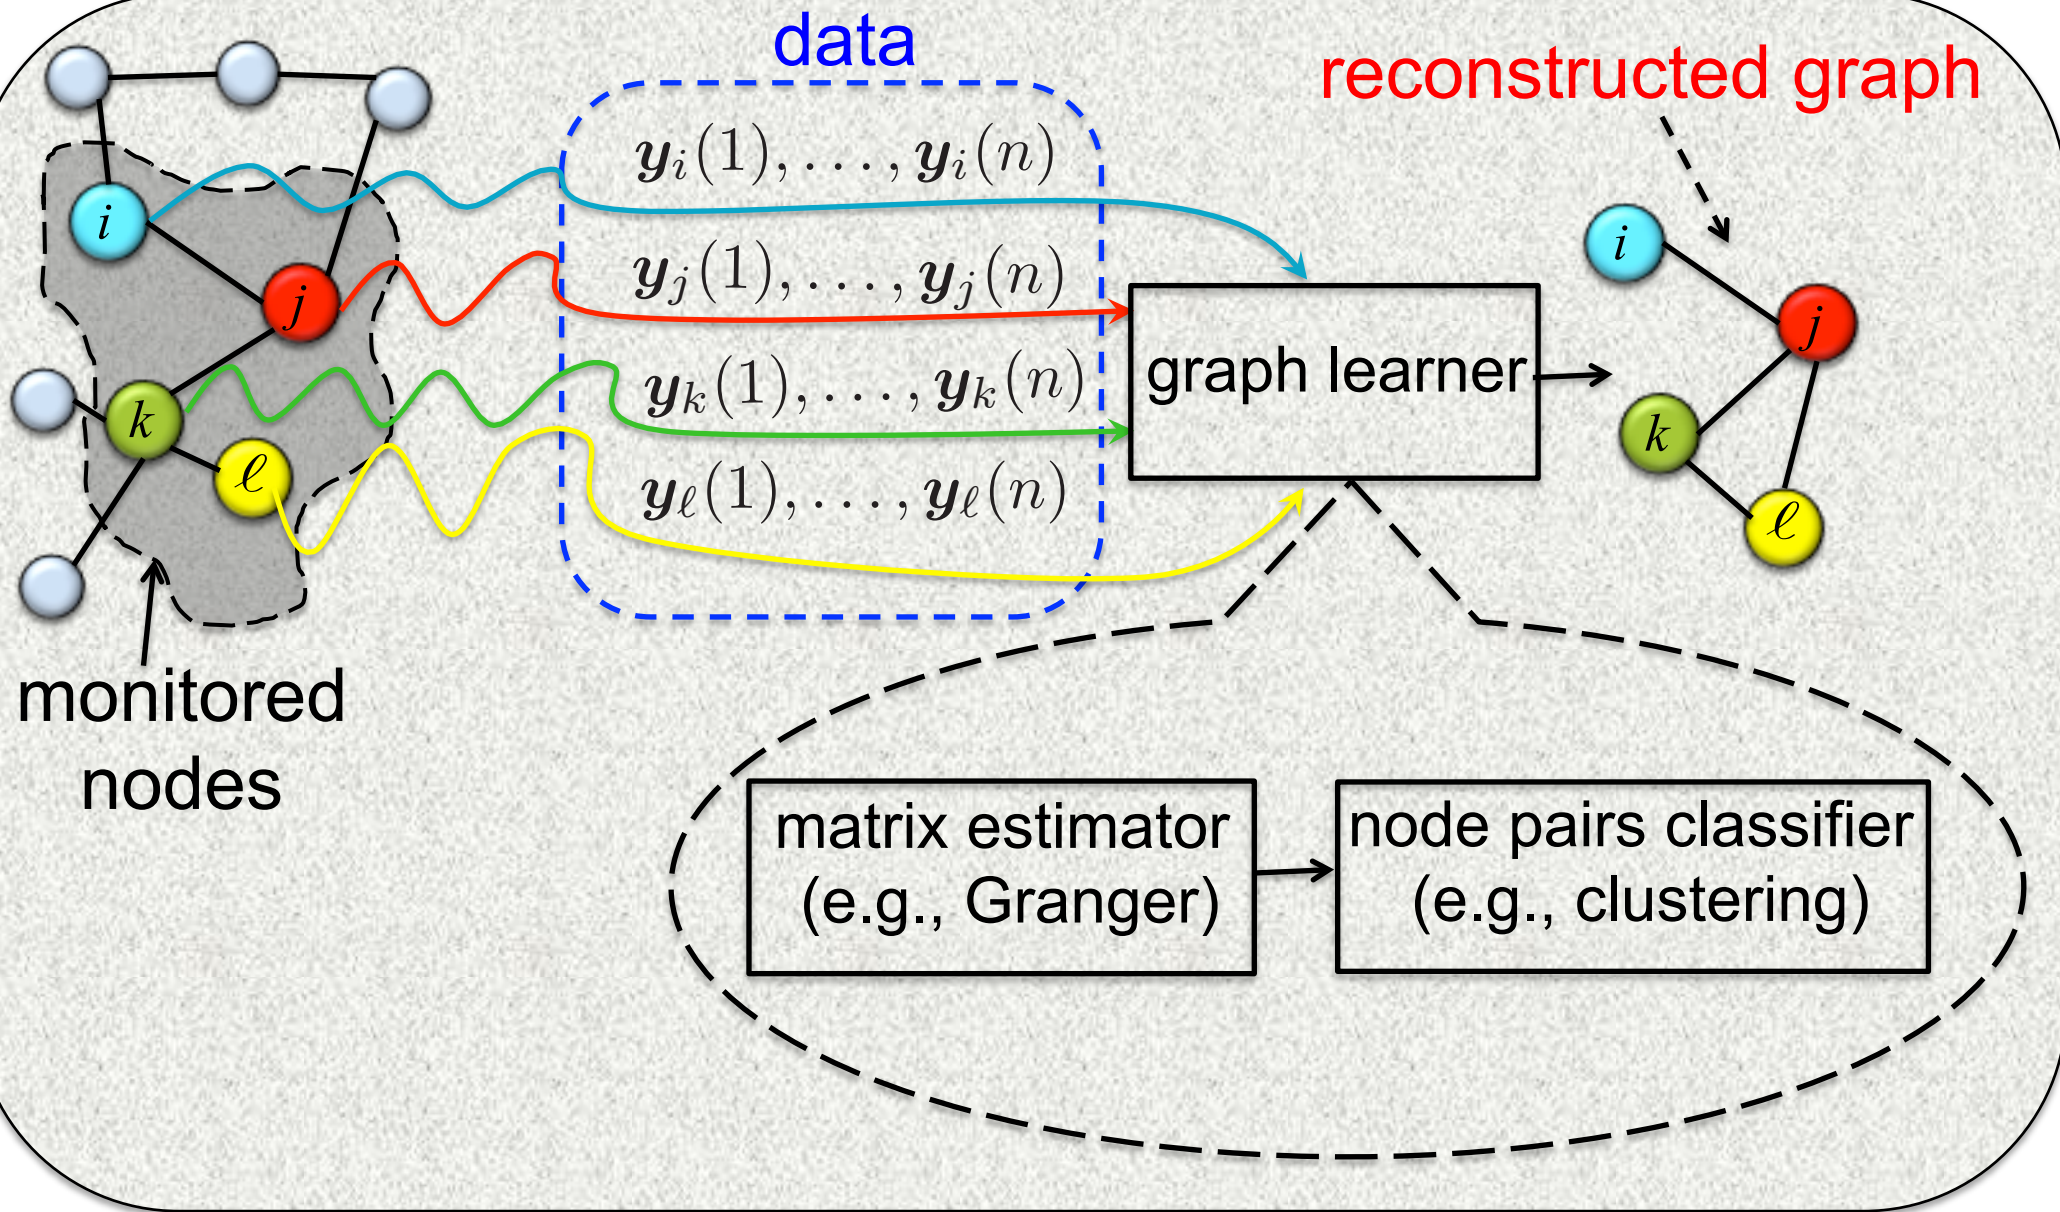 data
reconstructed graph
y_i(1), . . . , y_i(n)
i
i
y_j(1), . . . , y_j(n)
j
j
graph learner
y_k(1), . . . , y_k(n)
k
k
ℓ
y_ℓ(1), . . . , y_ℓ(n)
ℓ
monitored
nodes
matrix estimator
(e.g., Granger)
node pairs classifier
(e.g., clustering)